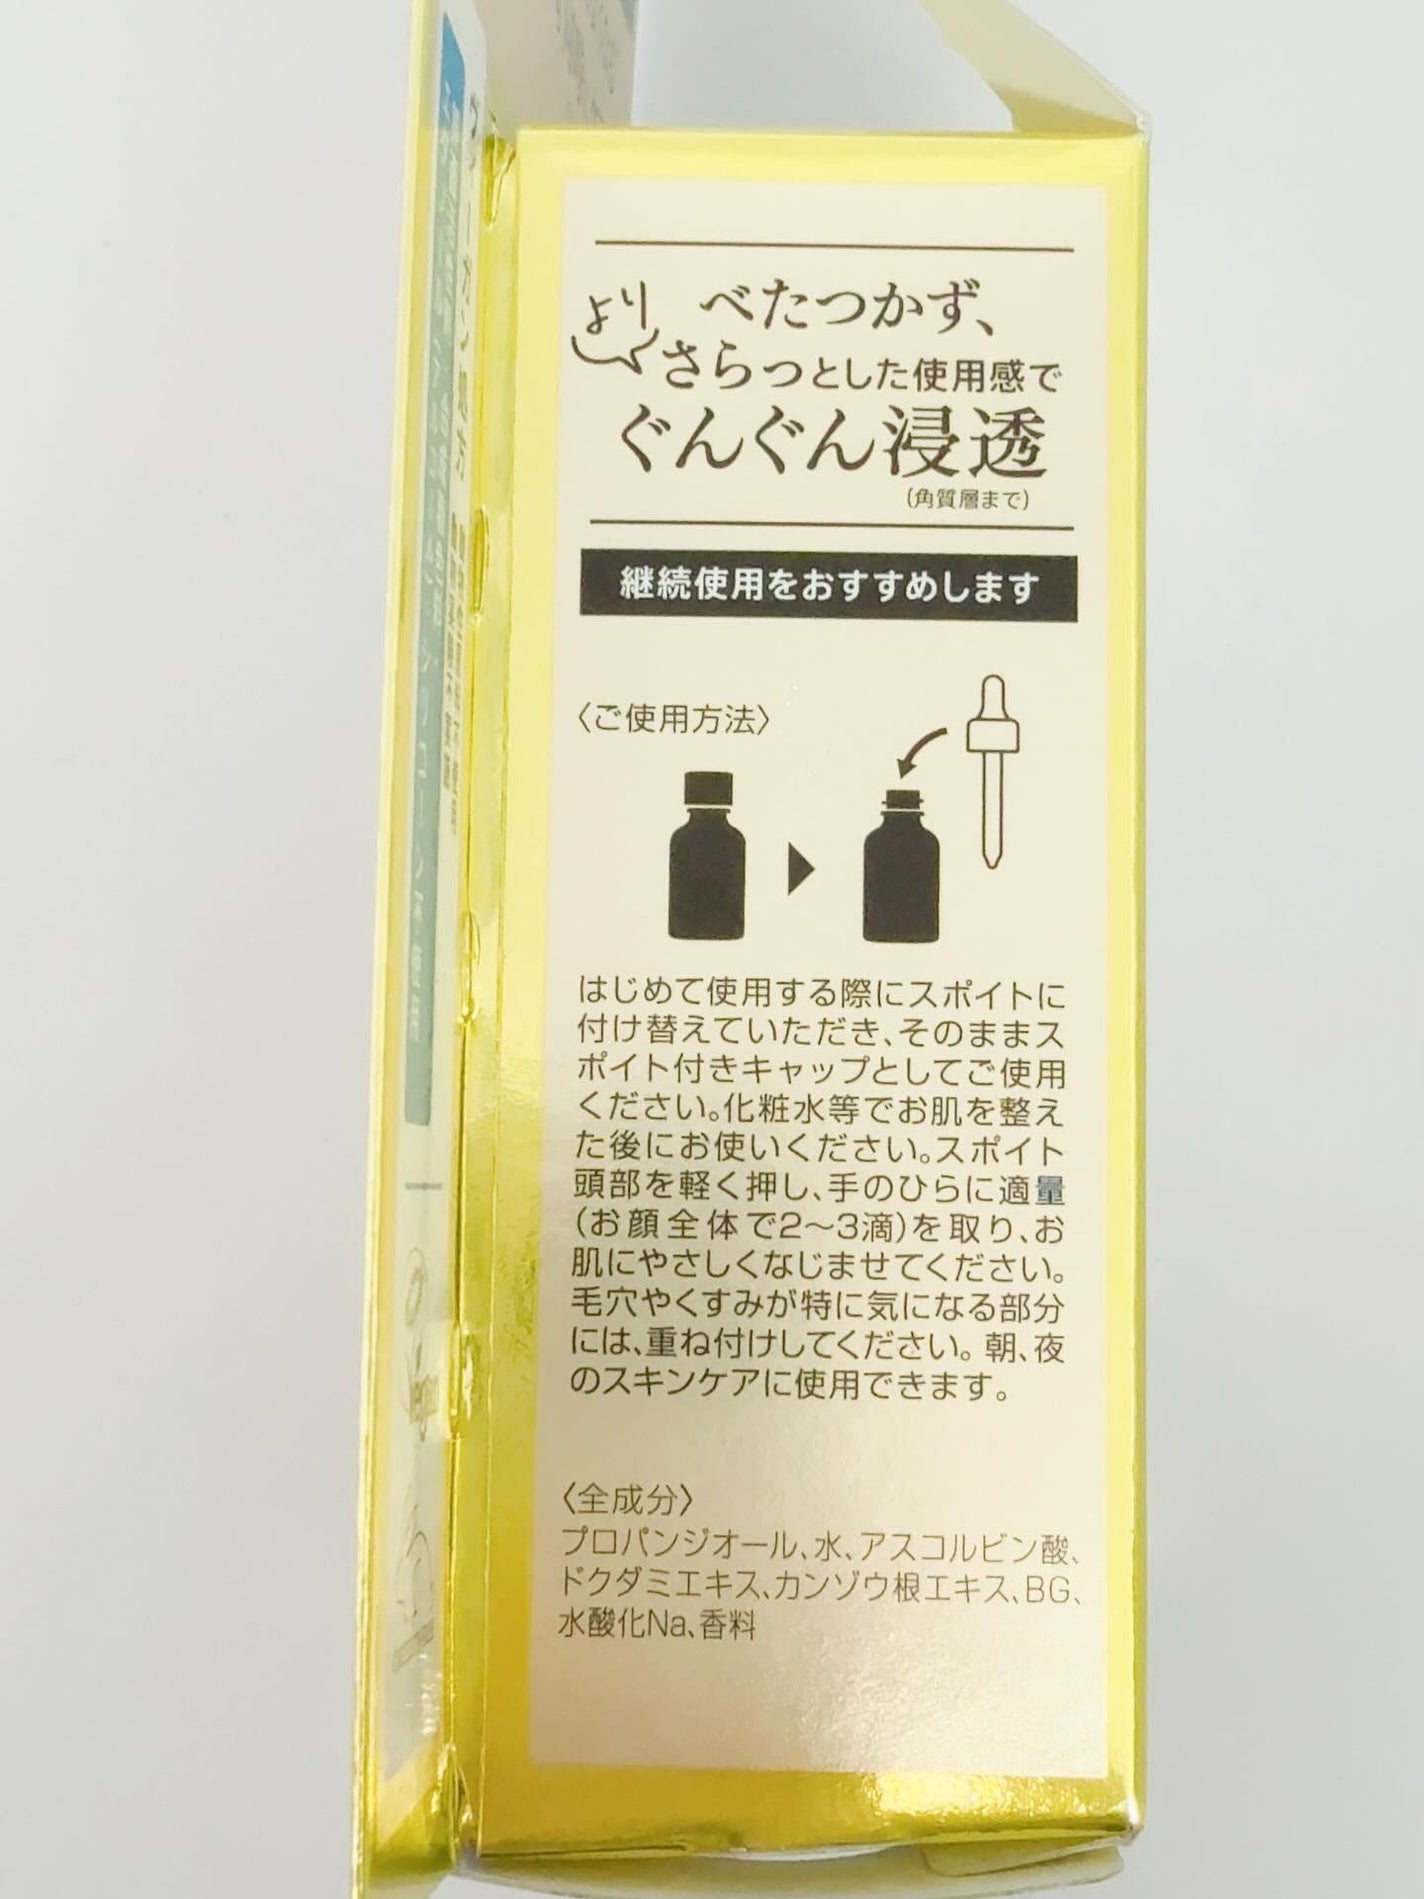 より
べたつかず、
さらっとした使用感で
ぐんぐん浸透
(角質層まで)
継続使用をおすすめします
〈ご使用方法〉
はじめて使用する際にスポイトに
付け替えていただき、そのままス
ポイト付きキャップとしてご使用
ください。化粧水等でお肌を整え
た後にお使いください。スポイト
頭部を軽く押し、手のひらに適量
(お顔全体で2〜3滴)を取り、お
肌にやさしくなじませてください。
毛穴やくすみが特に気になる部分
には、重ね付けしてください。朝、夜
のスキンケアに使用できます。
〈全成分〉
プロパンジオール、水、アスコルビン酸、
ドクダミエキス、カンゾウ根エキス、BG、
水酸化Na、香料